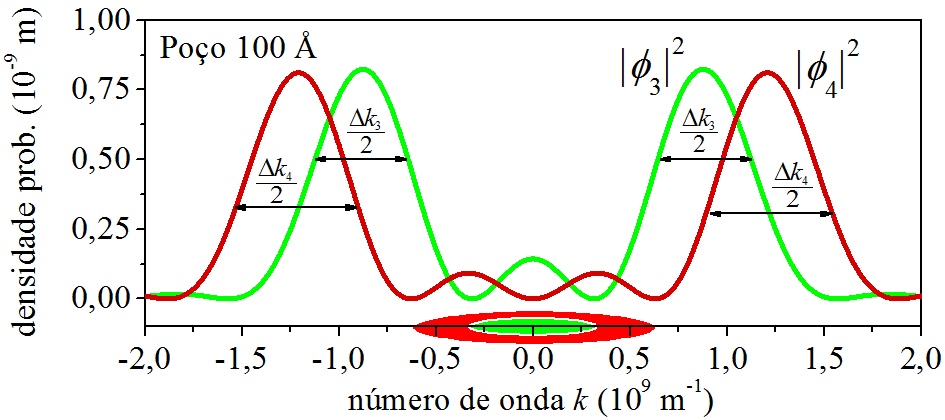 densidade prob. (10⁻⁹ m)
1,00
0,75
0,50
0,25
0,00
Poço 100 Å
|ϕ₃|²
|ϕ₄|²
Δk₃/2
Δk₄/2
Δk₃/2
Δk₄/2
-2,0 -1,5 -1,0 -0,5 0,0 0,5 1,0 1,5 2,0
número de onda k (10⁹ m⁻¹)